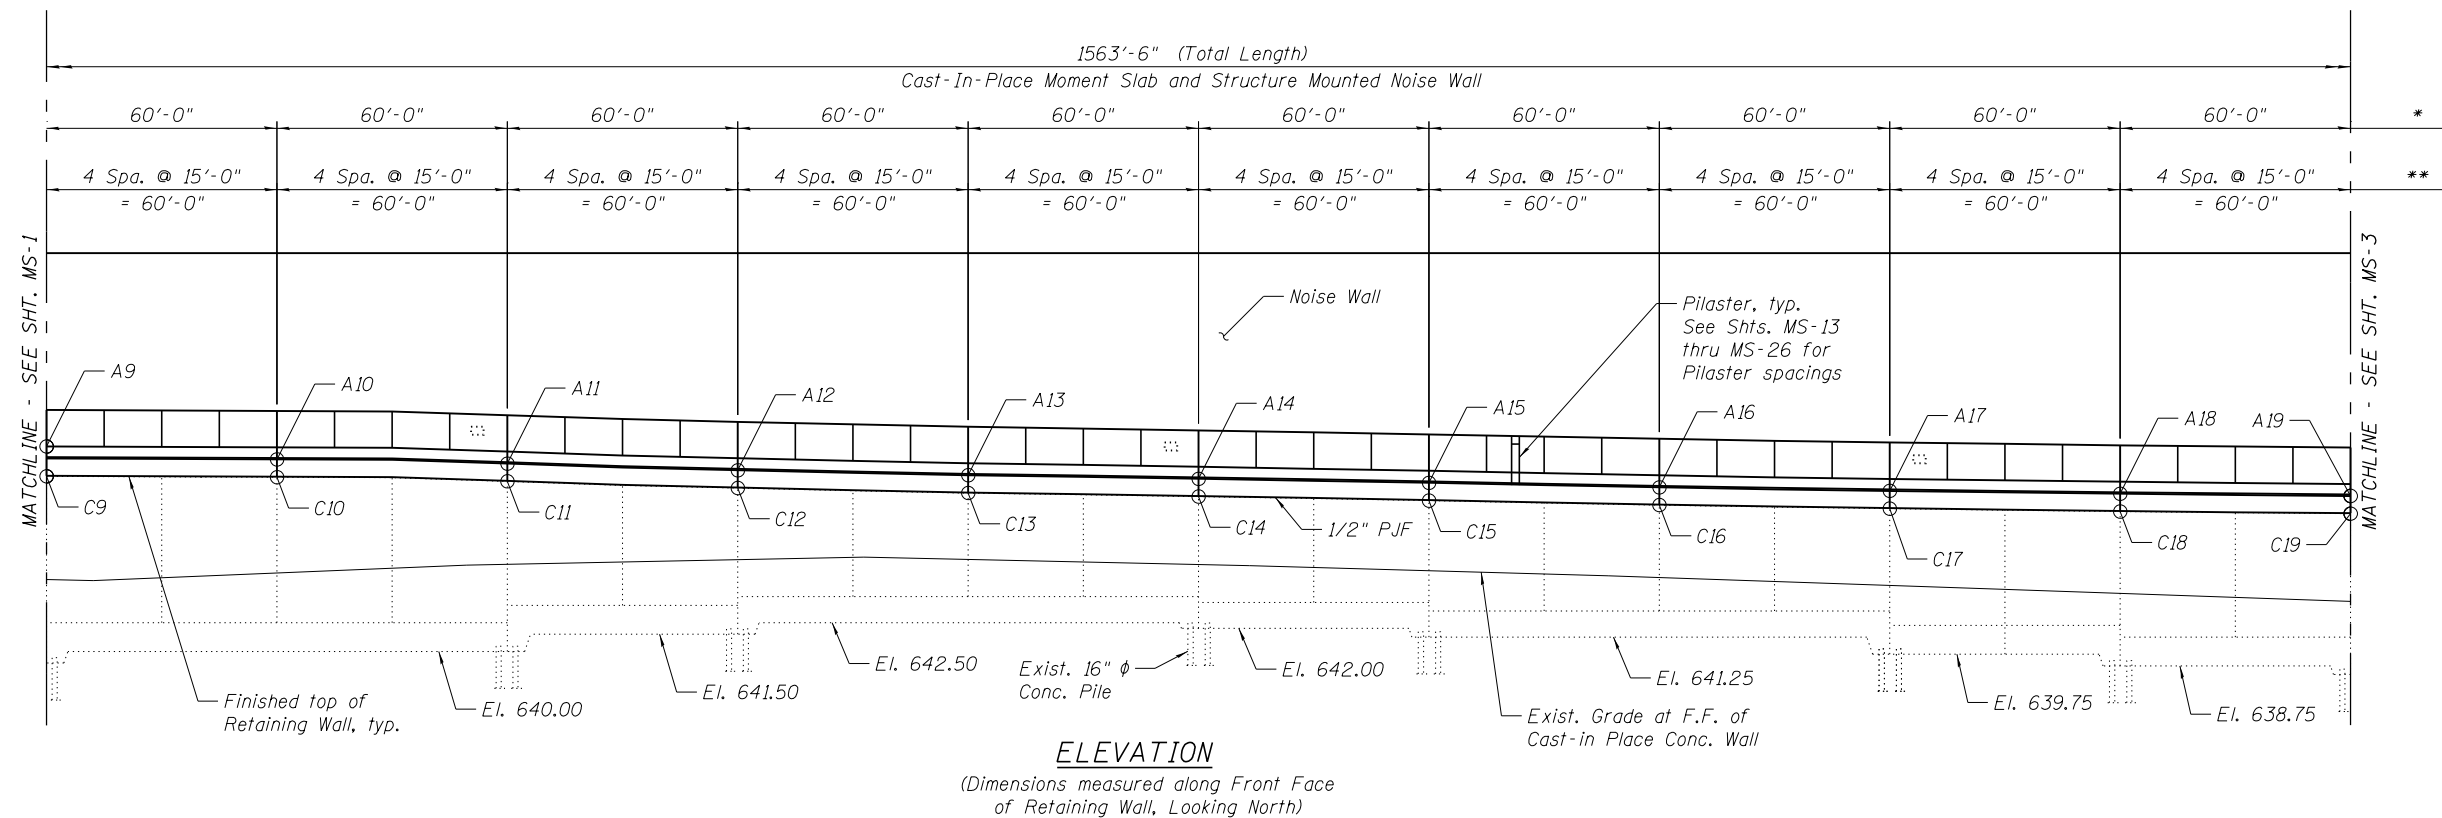 1563'-6" (Total Length)
Cast-In-Place Moment Slab and Structure Mounted Noise Wall
60'-0" 60'-0" 60'-0" 60'-0" 60'-0" 60'-0" 60'-0" 60'-0" 60'-0" 60'-0" *
4 Spa. @ 15'-0" 4 Spa. @ 15'-0" 4 Spa. @ 15'-0" 4 Spa. @ 15'-0" 4 Spa. @ 15'-0" 4 Spa. @ 15'-0" 4 Spa. @ 15'-0" 4 Spa. @ 15'-0" 4 Spa. @ 15'-0" 4 Spa. @ 15'-0" **
= 60'-0" = 60'-0" = 60'-0" = 60'-0" = 60'-0" = 60'-0" = 60'-0" = 60'-0" = 60'-0" = 60'-0"
MATCHLINE - SEE SHT. MS-1
MATCHLINE - SEE SHT. MS-3
Noise Wall
Pilaster, typ.
See Shts. MS-13
thru MS-26 for
Pilaster spacings
A9
A10
A11
A12
A13
A14
A15
A16
A17
A18
A19
C9
C10
C11
C12
C13
C14
1/2" PJF
C15
C16
C17
C18
C19
Finished top of
Retaining Wall, typ.
El. 640.00
El. 641.50
El. 642.50
Exist. 16" ϕ
Conc. Pile
El. 642.00
El. 641.25
Exist. Grade at F.F. of
Cast-in Place Conc. Wall
El. 639.75
El. 638.75
ELEVATION
(Dimensions measured along Front Face
of Retaining Wall, Looking North)